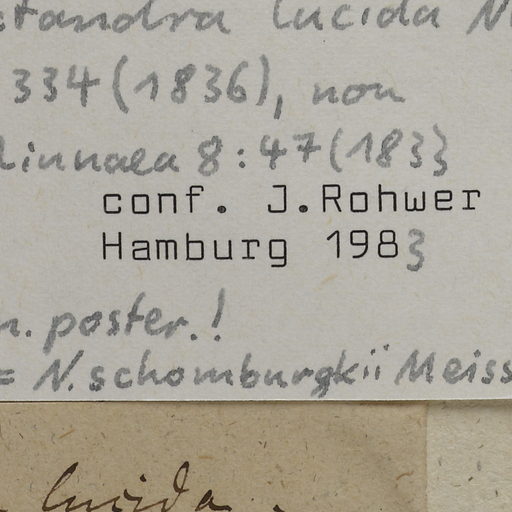 standra lucida N
334 (1836), non
Linnaea 8:47 (1833
conf. J.Rohwer
Hamburg 1983
n. poster.!
= N. schomburgkii Meiss
lucida.